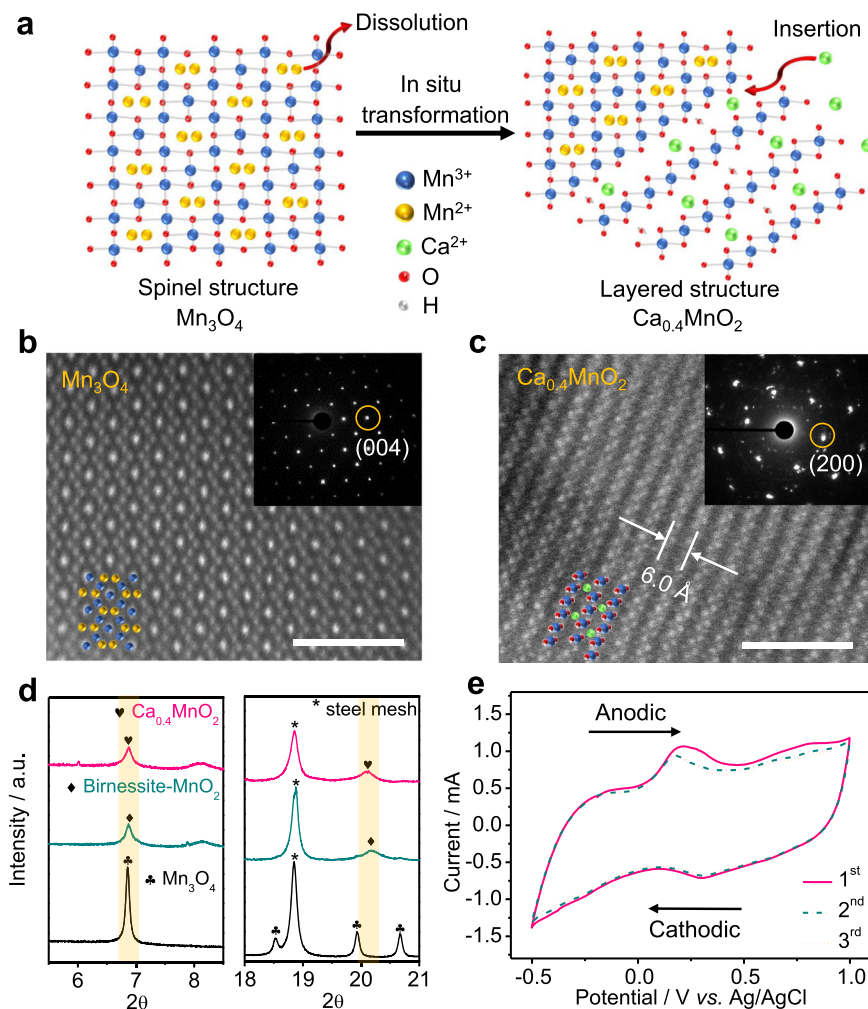 a
Dissolution
Insertion
In situ
transformation
Mn³⁺
Mn²⁺
Ca²⁺
O
H
Spinel structure
Mn₃O₄
Layered structure
Ca₀.₄MnO₂
b
Mn₃O₄
(004)
c
Ca₀.₄MnO₂
(200)
6.0 Å
d
♥ Ca₀.₄MnO₂
♥
♦ Birnessite-MnO₂
♦
♣
♣ Mn₃O₄
Intensity / a.u.
6 7 8
2θ
* steel mesh
*
♥
*
♦
*
♣ ♣ ♣
18 19 20 21
2θ
e
Anodic
Cathodic
1ˢᵗ
2ⁿᵈ
3ʳᵈ
Current / mA
1.5
1.0
0.5
0.0
-0.5
-1.0
-1.5
-0.5 0.0 0.5 1.0
Potential / V vs. Ag/AgCl